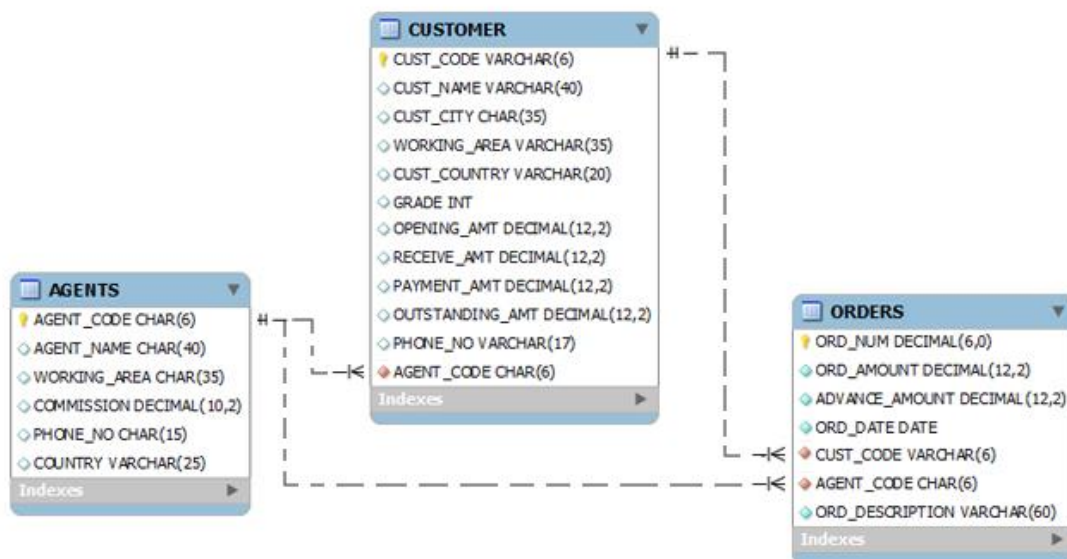 CUSTOMER
CUST_CODE VARCHAR(6)
CUST_NAME VARCHAR(40)
CUST_CITY CHAR(35)
WORKING_AREA VARCHAR(35)
CUST_COUNTRY VARCHAR(20)
GRADE INT
OPENING_AMT DECIMAL(12,2)
RECEIVE_AMT DECIMAL(12,2)
PAYMENT_AMT DECIMAL(12,2)
OUTSTANDING_AMT DECIMAL(12,2)
PHONE_NO VARCHAR(17)
AGENT_CODE CHAR(6)
Indexes
AGENTS
AGENT_CODE CHAR(6)
AGENT_NAME CHAR(40)
WORKING_AREA CHAR(35)
COMMISSION DECIMAL(10,2)
PHONE_NO CHAR(15)
COUNTRY VARCHAR(25)
Indexes
ORDERS
ORD_NUM DECIMAL(6,0)
ORD_AMOUNT DECIMAL(12,2)
ADVANCE_AMOUNT DECIMAL(12,2)
ORD_DATE DATE
CUST_CODE VARCHAR(6)
AGENT_CODE CHAR(6)
ORD_DESCRIPTION VARCHAR(60)
Indexes